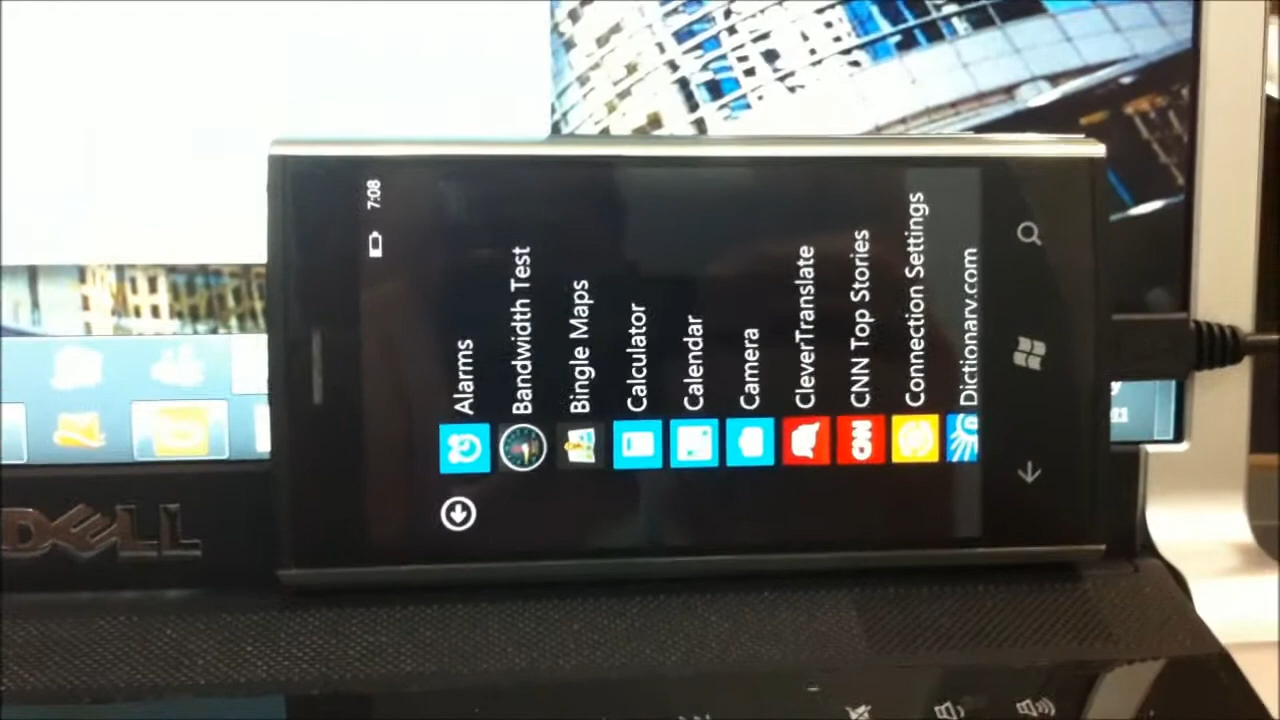 7:08
Alarms
Bandwidth Test
Bingle Maps
Calculator
Calendar
Camera
CleverTranslate
CNN Top Stories
CNN
Connection Settings
Dictionary.com
DELL